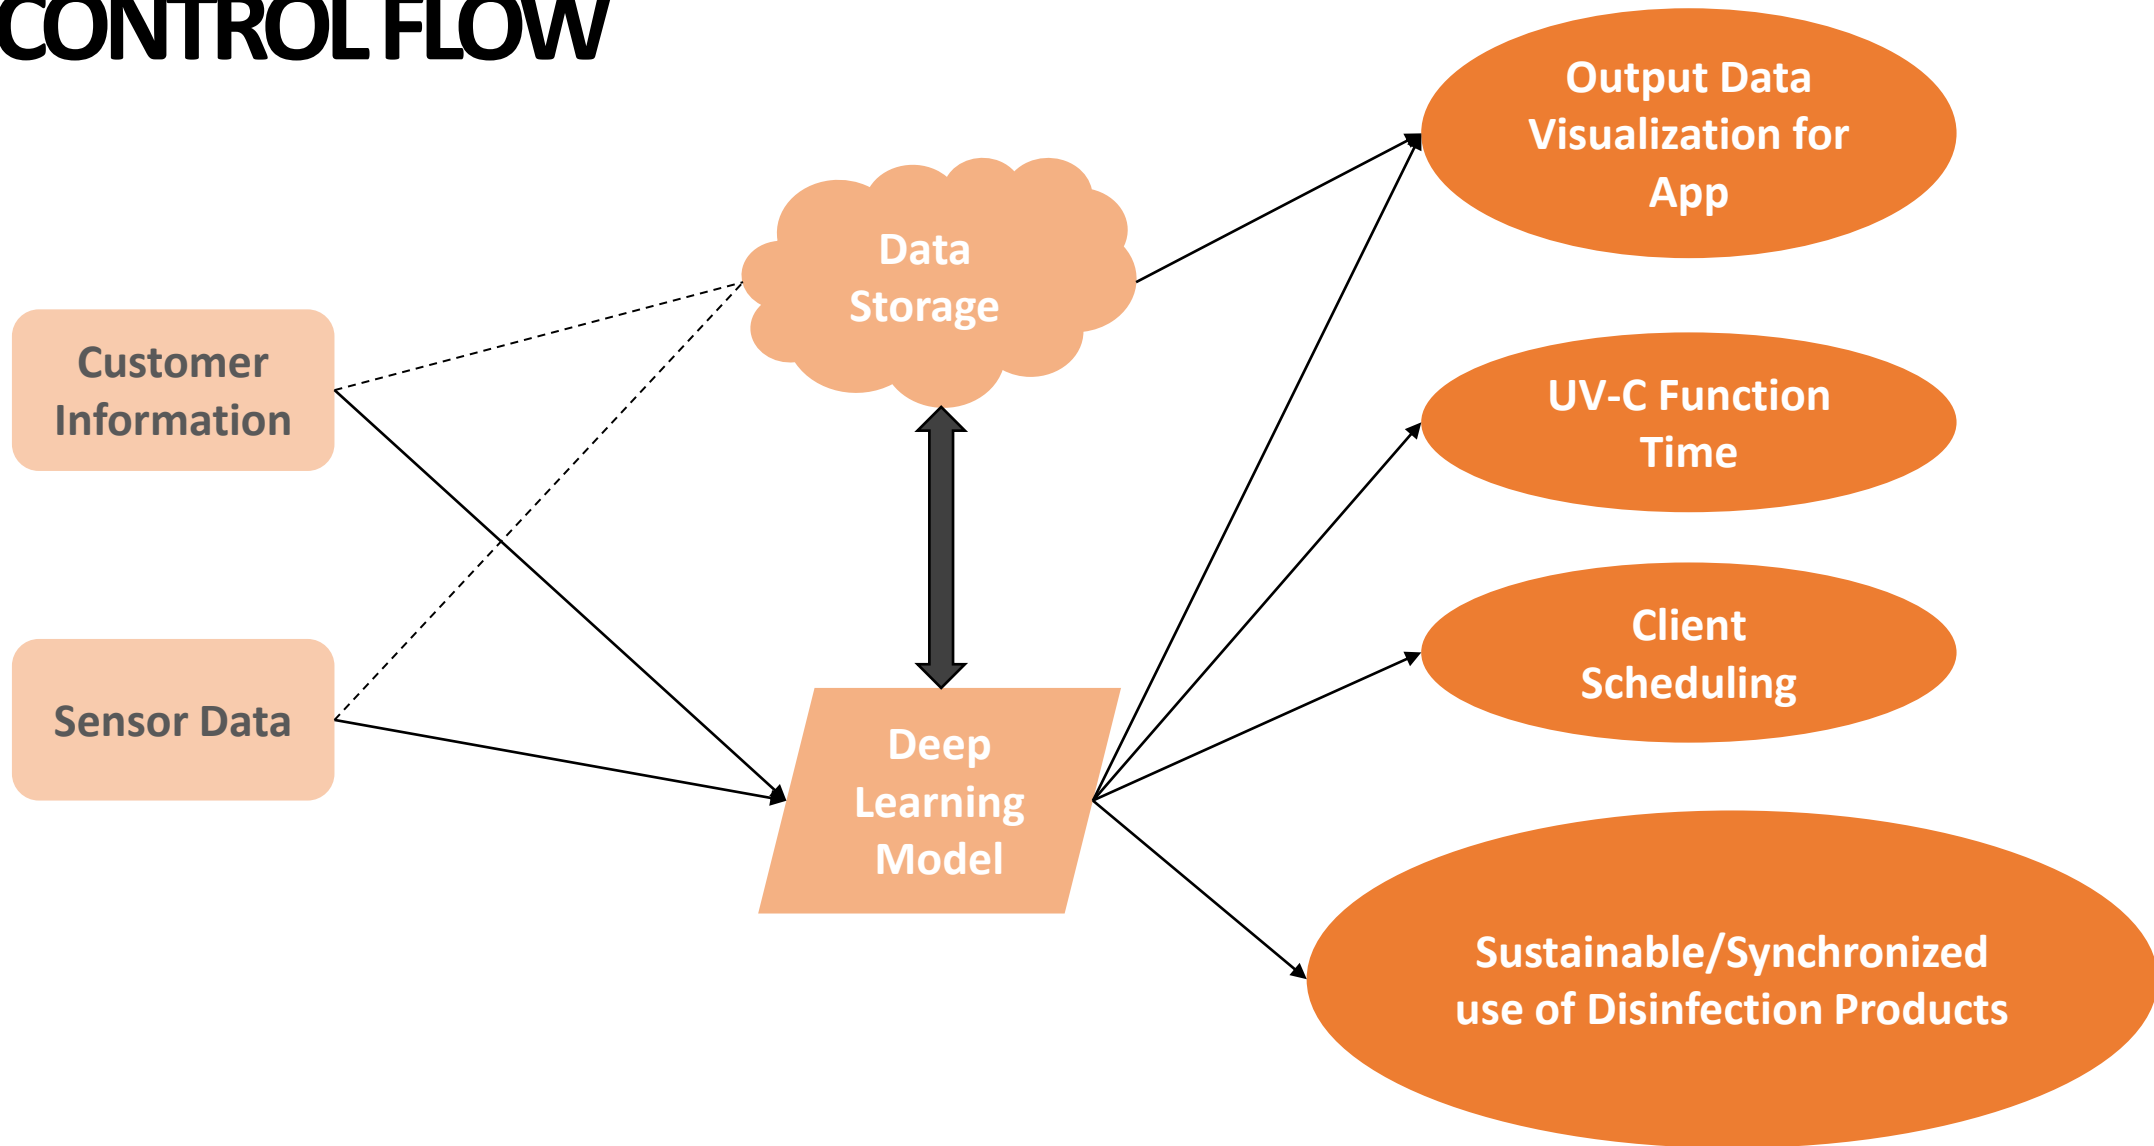 CONTROL FLOW
Output Data
Visualization for
App
Data
Storage
Customer
Information
UV-C Function
Time
Client
Scheduling
Sensor Data
Deep
Learning
Model
Sustainable/Synchronized
use of Disinfection Products